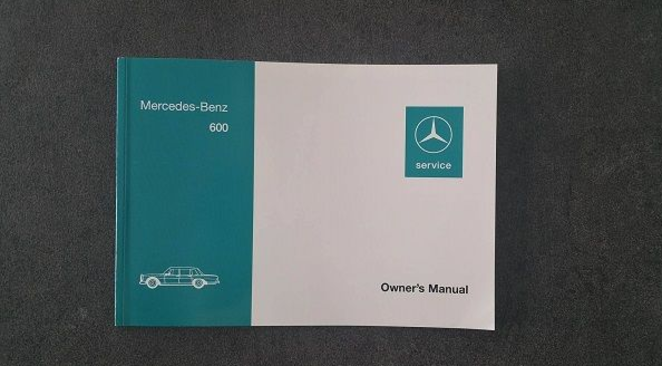 Mercedes-Benz
600
service
Owner's Manual